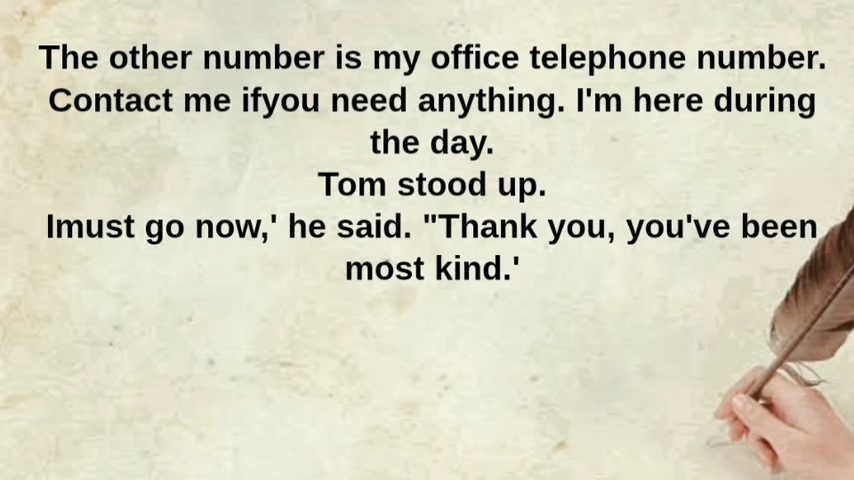 The other number is my office telephone number.
Contact me ifyou need anything. I'm here during
the day.
Tom stood up.
Imust go now,' he said. "Thank you, you've been
most kind.'